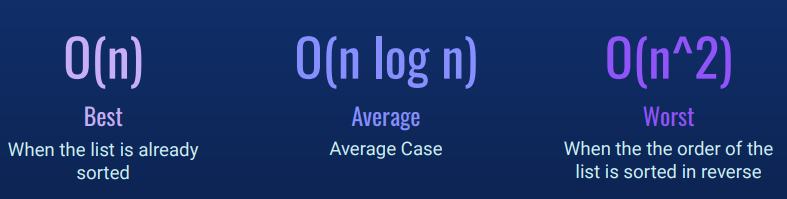 O(n)
Best
When the list is already
sorted
O(n log n)
Average
Average Case
O(n^2)
Worst
When the the order of the
list is sorted in reverse